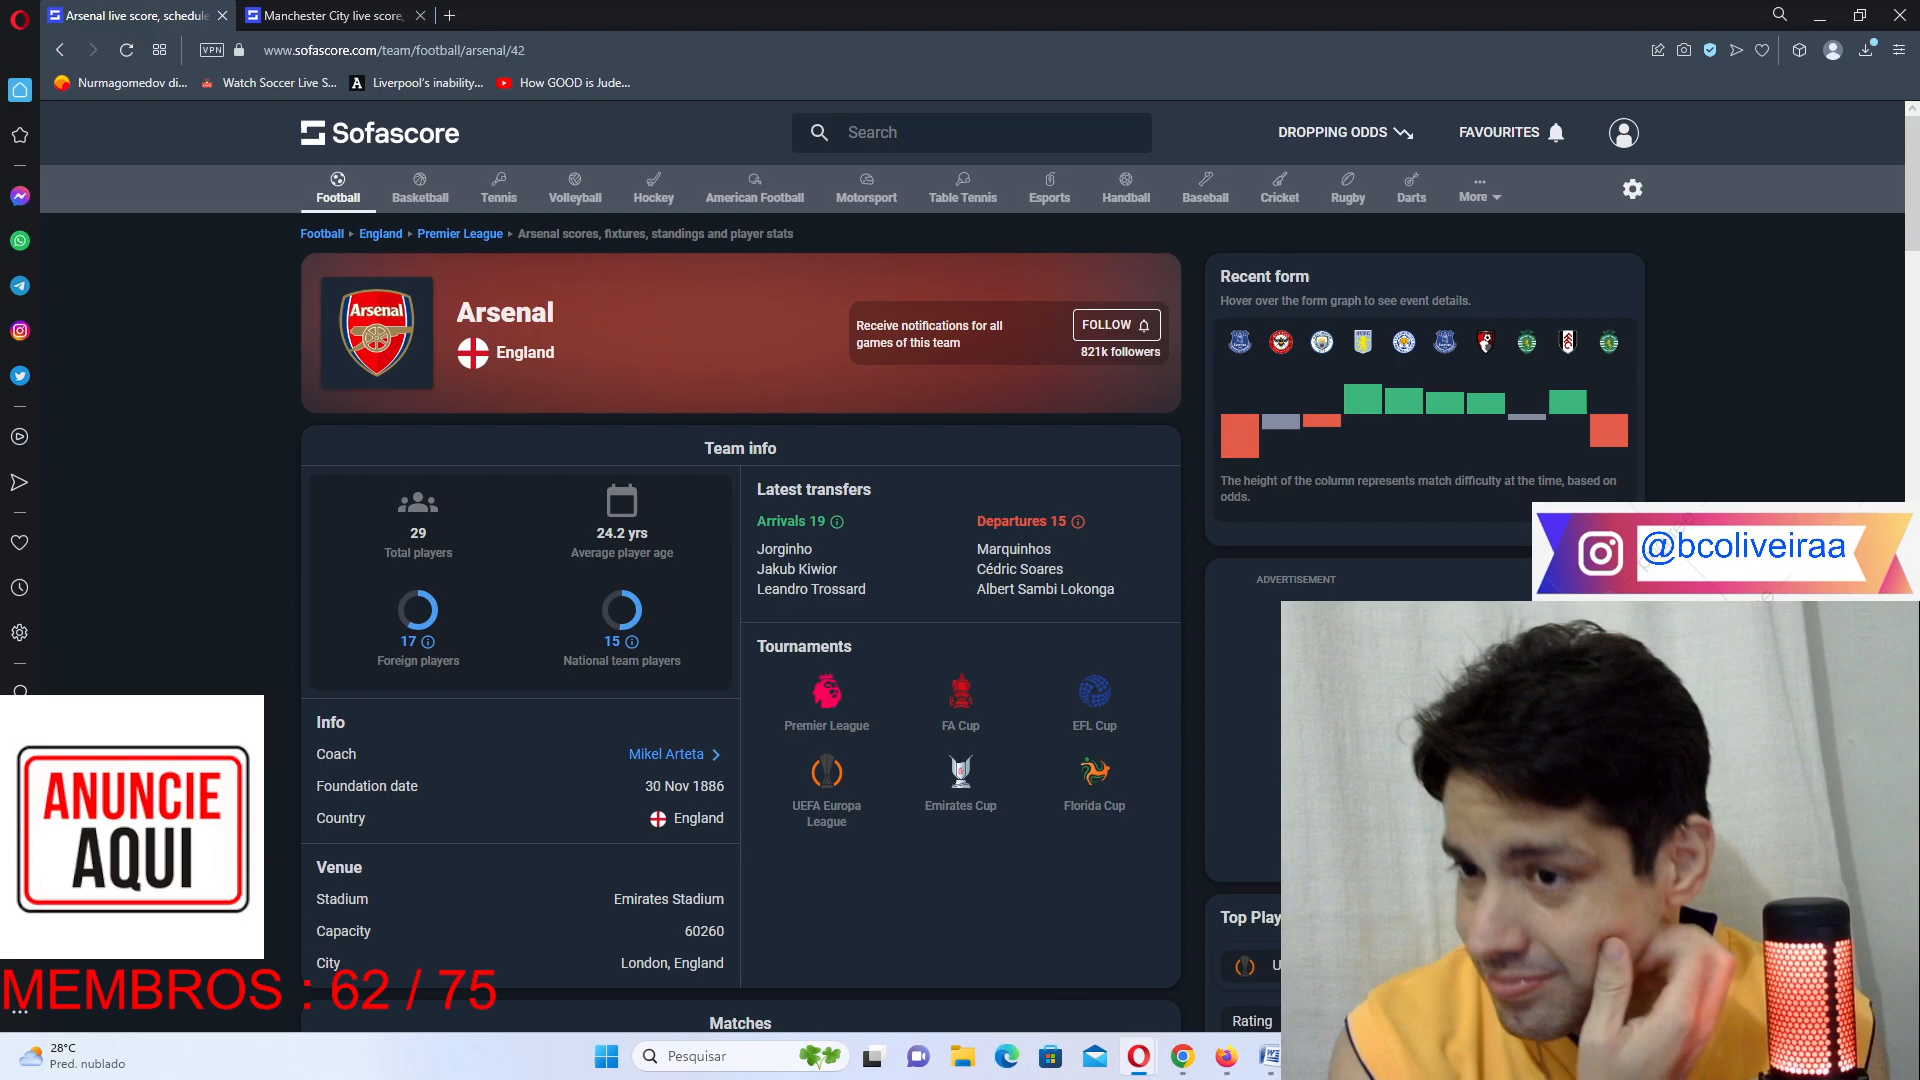 Arsenal live score, schedule
Manchester City live score,
VPN
www.sofascore.com/team/football/arsenal/42
Nurmagomedov di...
Watch Soccer Live S...
Liverpool's inability...
How GOOD is Jude...
Sofascore
Search
DROPPING ODDS
FAVOURITES
Football
Basketball
Tennis
Volleyball
Hockey
American Football
Motorsport
Table Tennis
Esports
Handball
Baseball
Cricket
Rugby
Darts
More
Football
England
Premier League
Arsenal scores, fixtures, standings and player stats
Arsenal
Arsenal
England
Receive notifications for all
games of this team
FOLLOW
821k followers
Recent form
Hover over the form graph to see event details.
The height of the column represents match difficulty at the time, based on
odds.
Team info
29
Total players
24.2 yrs
Average player age
17
Foreign players
15
National team players
Latest transfers
Arrivals 19
Jorginho
Jakub Kiwior
Leandro Trossard
Departures 15
Marquinhos
Cédric Soares
Albert Sambi Lokonga
Tournaments
Premier League
FA Cup
EFL Cup
UEFA Europa
League
Emirates Cup
Florida Cup
Info
Coach
Mikel Arteta
Foundation date
30 Nov 1886
Country
England
Venue
Stadium
Emirates Stadium
Capacity
60260
City
London, England
Matches
ADVERTISEMENT
@bcoliveiraa
Top Play
U
Rating
ANUNCIE
AQUI
MEMBROS : 62 / 75
28°C
Pred. nublado
Pesquisar